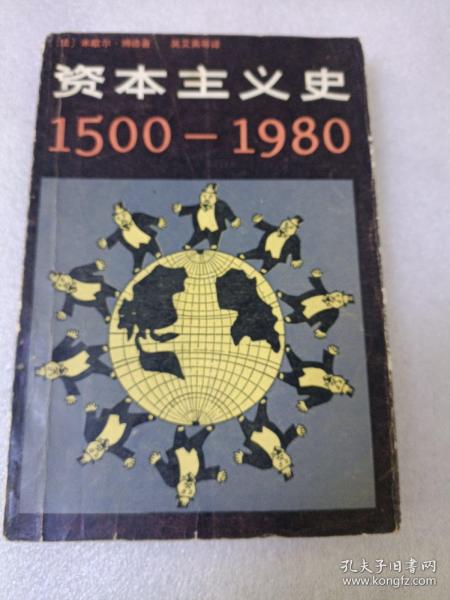 〔法〕米歇尔·博德著 吴艾美等译
资本主义史
1500－1980
孔夫子旧书网
www.kongfz.com